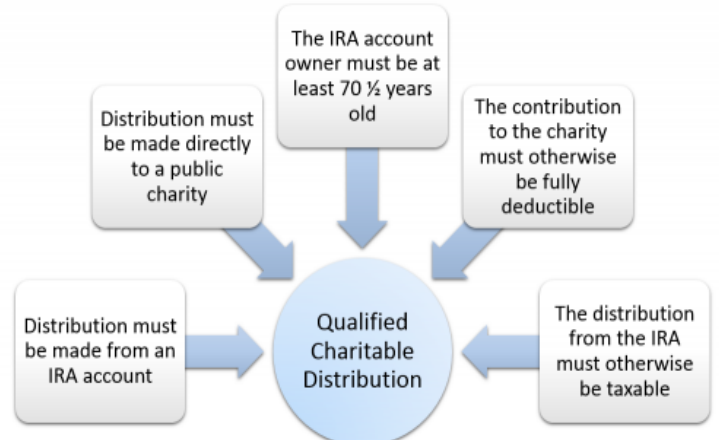 The IRA account
owner must be at
least 70 ½ years
old
Distribution must
be made directly
to a public
charity
The contribution
to the charity
must otherwise
be fully
deductible
Distribution must
be made from an
IRA account
Qualified
Charitable
Distribution
The distribution
from the IRA
must otherwise
be taxable